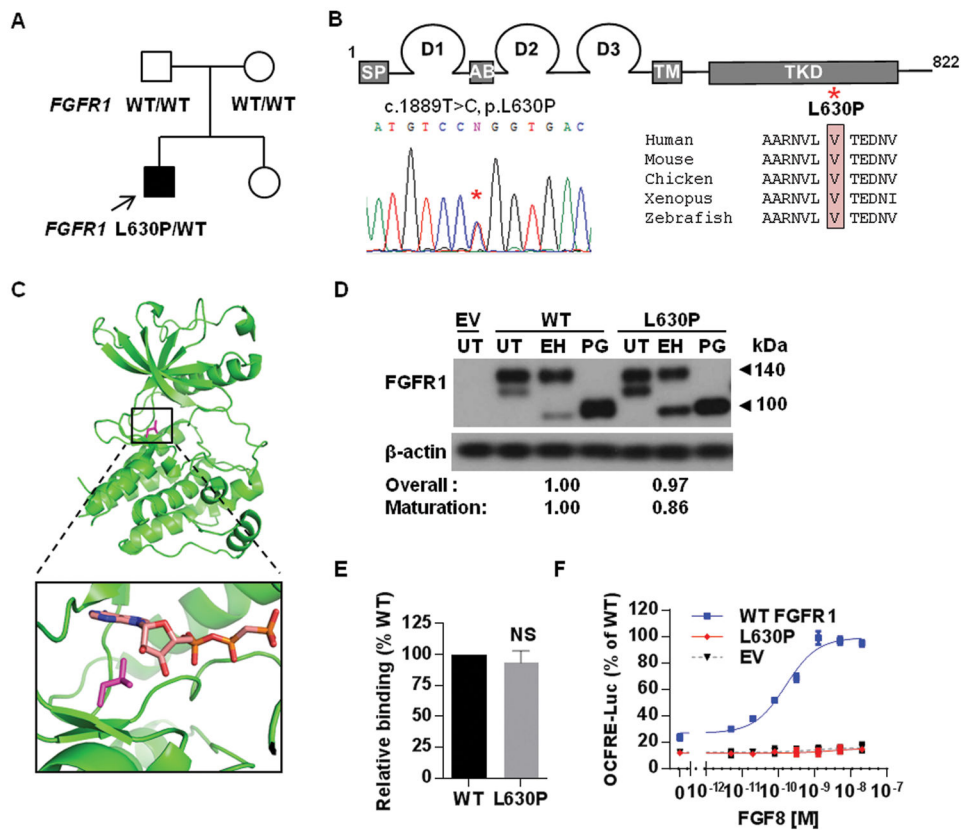 A
FGFR1 WT/WT WT/WT
FGFR1 L630P/WT
B
1 SP D1 AB D2 D3 TM TKD 822
*
L630P
c.1889T>C, p.L630P
A T G T C C N G G T G A C
*
Human AARNVL V TEDNV
Mouse AARNVL V TEDNV
Chicken AARNVL V TEDNV
Xenopus AARNVL V TEDNI
Zebrafish AARNVL V TEDNV
C
D
EV WT L630P
UT UT EH PG UT EH PG kDa
FGFR1
140
100
β-actin
Overall : 1.00 0.97
Maturation: 1.00 0.86
E
Relative binding (% WT)
125
100
75
50
25
0
NS
WT L630P
F
OCFRE-Luc (% of WT)
120
100
80
60
40
20
0
WT FGFR1
L630P
EV
0 10-12 10-11 10-10 10-9 10-8 10-7
FGF8 [M]